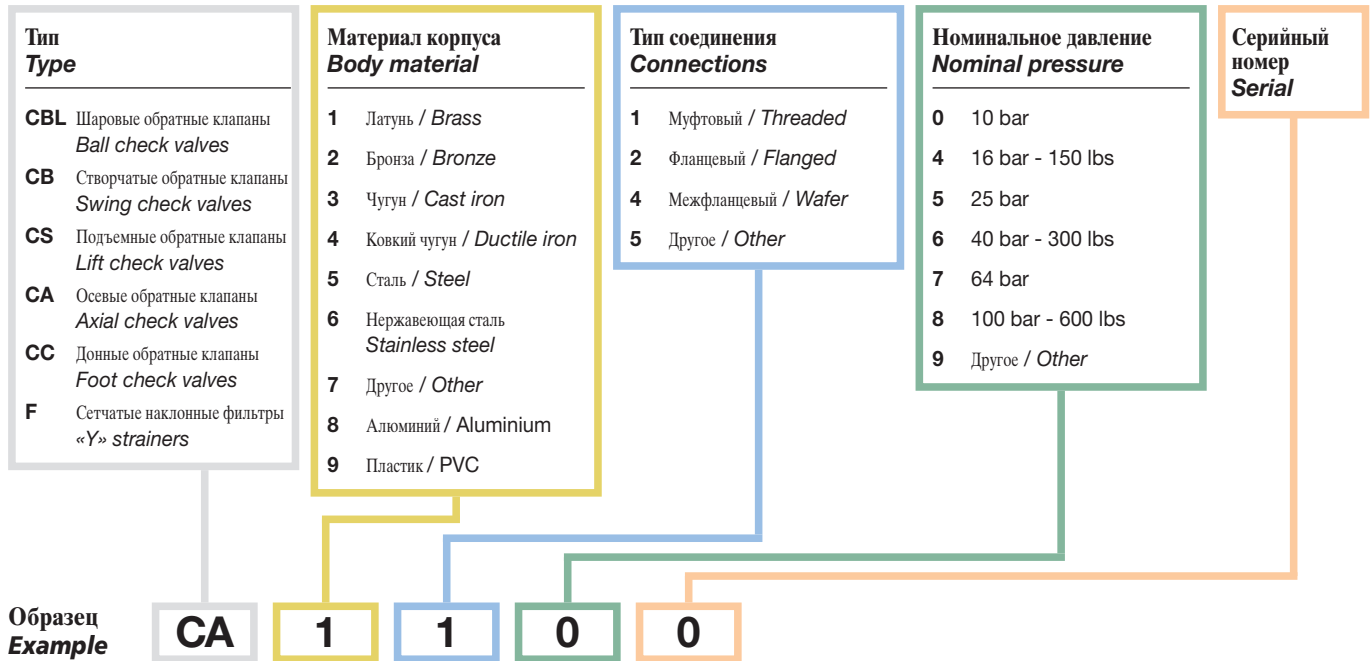 Тип
Type
CBL Шаровые обратные клапаны
Ball check valves
CB Створчатые обратные клапаны
Swing check valves
CS Подъемные обратные клапаны
Lift check valves
CA Осевые обратные клапаны
Axial check valves
CC Донные обратные клапаны
Foot check valves
F Сетчатые наклонные фильтры
«Y» strainers
Материал корпуса
Body material
1 Латунь / Brass
2 Бронза / Bronze
3 Чугун / Cast iron
4 Ковкий чугун / Ductile iron
5 Сталь / Steel
6 Нержавеющая сталь
Stainless steel
7 Другое / Other
8 Алюминий / Aluminium
9 Пластик / PVC
Тип соединения
Connections
1 Муфтовый / Threaded
2 Фланцевый / Flanged
4 Межфланцевый / Wafer
5 Другое / Other
Номинальное давление
Nominal pressure
0 10 bar
4 16 bar - 150 lbs
5 25 bar
6 40 bar - 300 lbs
7 64 bar
8 100 bar - 600 lbs
9 Другое / Other
Серийный
номер
Serial
Образец
Example
CA 1 1 0 0